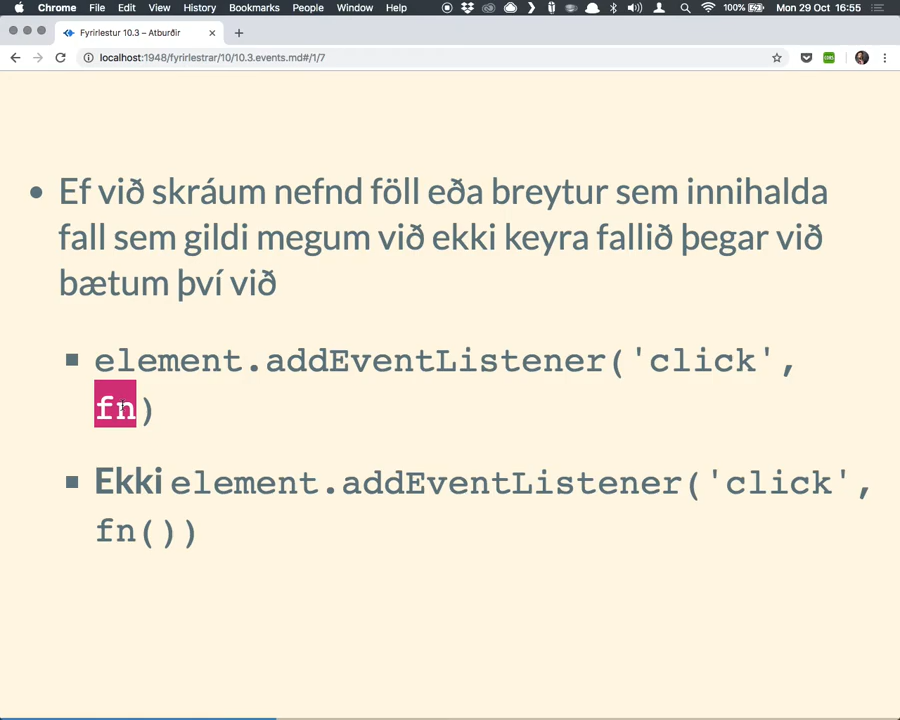 Chrome File Edit View History Bookmarks People Window Help 100% Mon 29 Oct 16:55
Fyrirlestur 10.3 – Atburðir
localhost:1948/fyrirlestrar/10/10.3.events.md#/1/7
Ef við skráum nefnd föll eða breytur sem innihalda
fall sem gildi megum við ekki keyra fallið þegar við
bætum því við
element.addEventListener('click',
fn)
Ekki element.addEventListener('click',
fn())